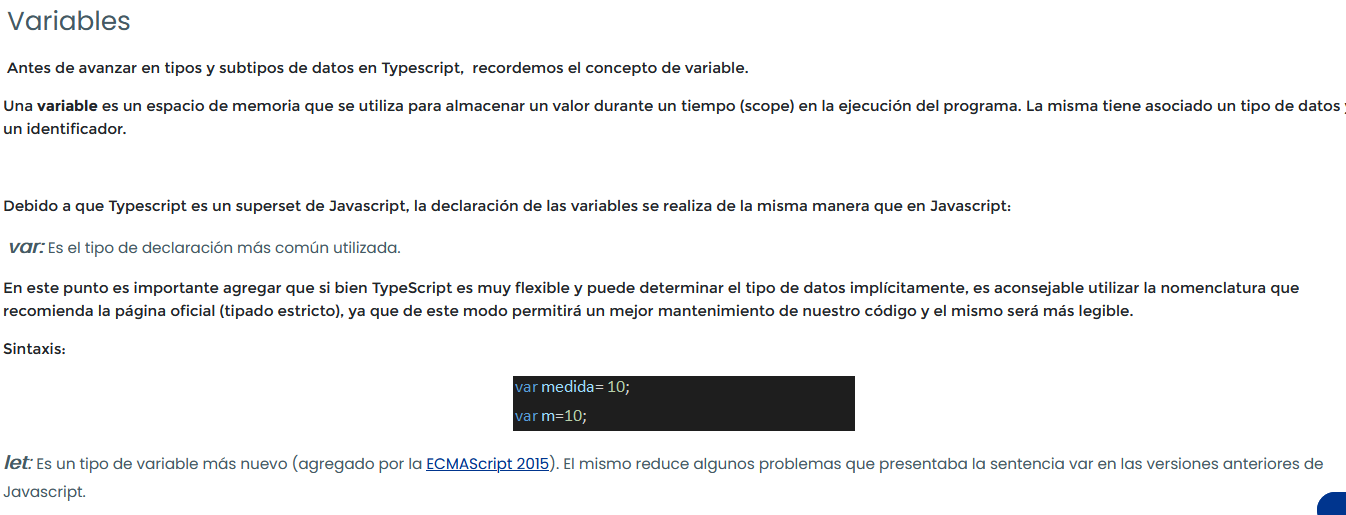 Variables
Antes de avanzar en tipos y subtipos de datos en Typescript, recordemos el concepto de variable.
Una variable es un espacio de memoria que se utiliza para almacenar un valor durante un tiempo (scope) en la ejecución del programa. La misma tiene asociado un tipo de datos
un identificador.
Debido a que Typescript es un superset de Javascript, la declaración de las variables se realiza de la misma manera que en Javascript:
var: Es el tipo de declaración más común utilizada.
En este punto es importante agregar que si bien TypeScript es muy flexible y puede determinar el tipo de datos implícitamente, es aconsejable utilizar la nomenclatura que
recomienda la página oficial (tipado estricto), ya que de este modo permitirá un mejor mantenimiento de nuestro código y el mismo será más legible.
Sintaxis:
var medida= 10;
var m=10;
let: Es un tipo de variable más nuevo (agregado por la ECMAScript 2015). El mismo reduce algunos problemas que presentaba la sentencia var en las versiones anteriores de
Javascript.